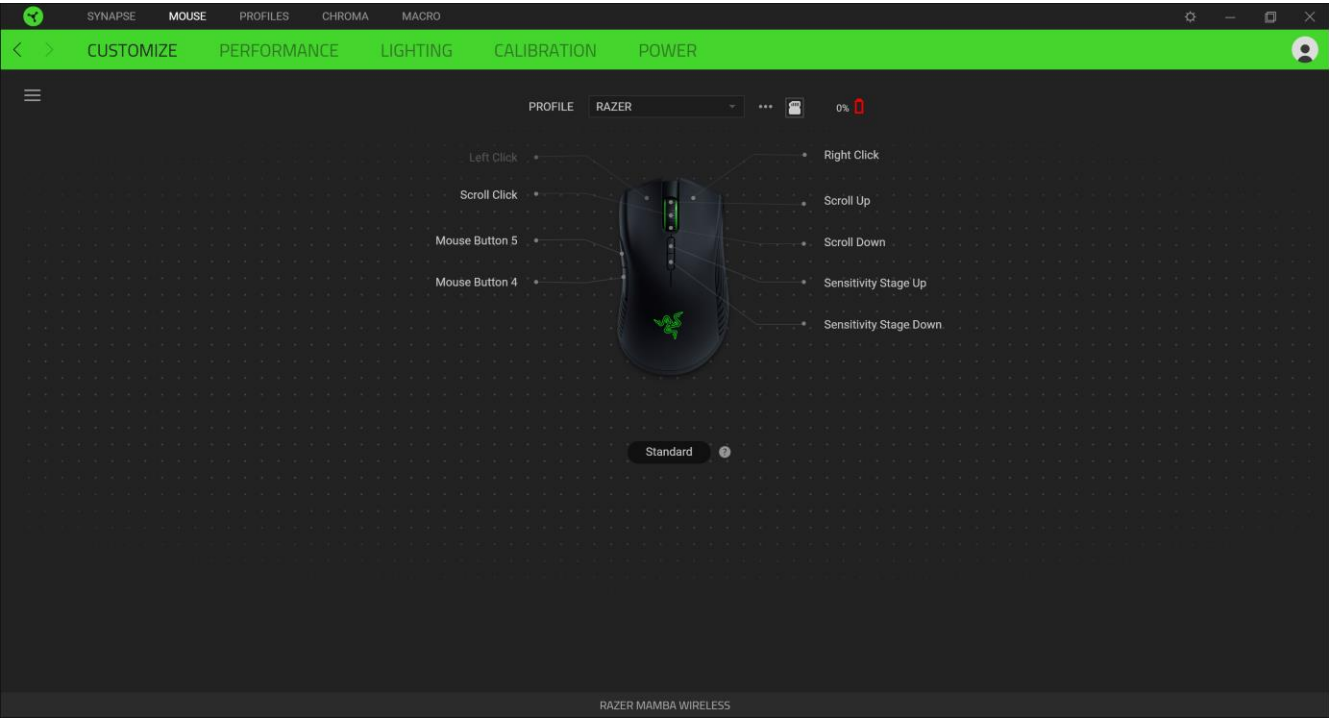 SYNAPSE MOUSE PROFILES CHROMA MACRO
CUSTOMIZE PERFORMANCE LIGHTING CALIBRATION POWER
PROFILE RAZER 0%
Left Click
Right Click
Scroll Click
Scroll Up
Mouse Button 5
Scroll Down
Mouse Button 4
Sensitivity Stage Up
Sensitivity Stage Down
Standard ?
RAZER MAMBA WIRELESS